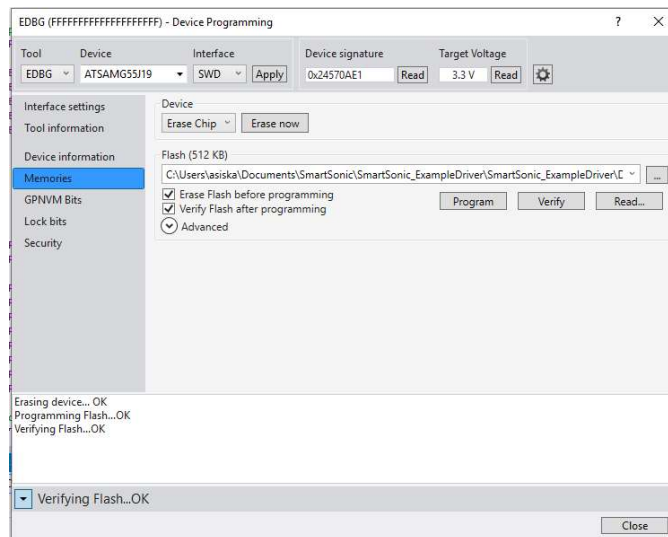 EDBG (FFFFFFFFFFFFFFFFFFFF) - Device Programming
Tool Device Interface Device signature Target Voltage
EDBG ATSAMG55J19 SWD Apply 0x24570AE1 Read 3.3 V Read
Interface settings
Tool information
Device information
Memories
GPNVM Bits
Lock bits
Security
Device
Erase Chip Erase now
Flash (512 KB)
C:\Users\asiska\Documents\SmartSonic\SmartSonic_ExampleDriver\SmartSonic_ExampleDriver\D ...
Erase Flash before programming
Verify Flash after programming
Program Verify Read...
Advanced
Erasing device... OK
Programming Flash...OK
Verifying Flash...OK
Verifying Flash...OK
Close